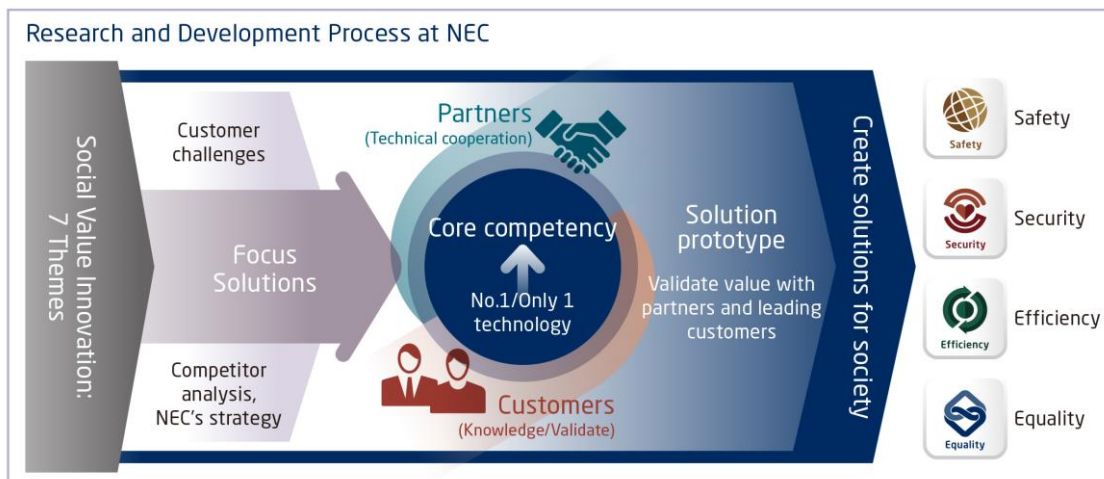 Research and Development Process at NEC
Social Value Innovation:
7 Themes
Customer
challenges
Focus
Solutions
Competitor
analysis,
NEC's strategy
Partners
(Technical cooperation)
Core competency
No.1/Only 1
technology
Customers
(Knowledge/Validate)
Solution
prototype
Validate value with
partners and leading
customers
Create solutions for society
Safety
Safety
Security
Security
Efficiency
Efficiency
Equality
Equality